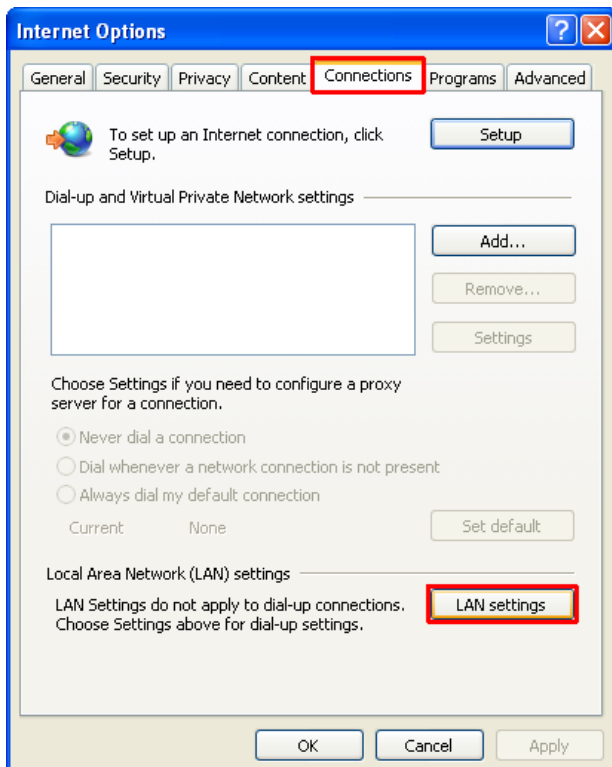 Internet Options
General Security Privacy Content Connections Programs Advanced
To set up an Internet connection, click
Setup.
Setup
Dial-up and Virtual Private Network settings
Add...
Remove...
Settings
Choose Settings if you need to configure a proxy
server for a connection.
Never dial a connection
Dial whenever a network connection is not present
Always dial my default connection
Current None
Set default
Local Area Network (LAN) settings
LAN Settings do not apply to dial-up connections.
Choose Settings above for dial-up settings.
LAN settings
OK Cancel Apply